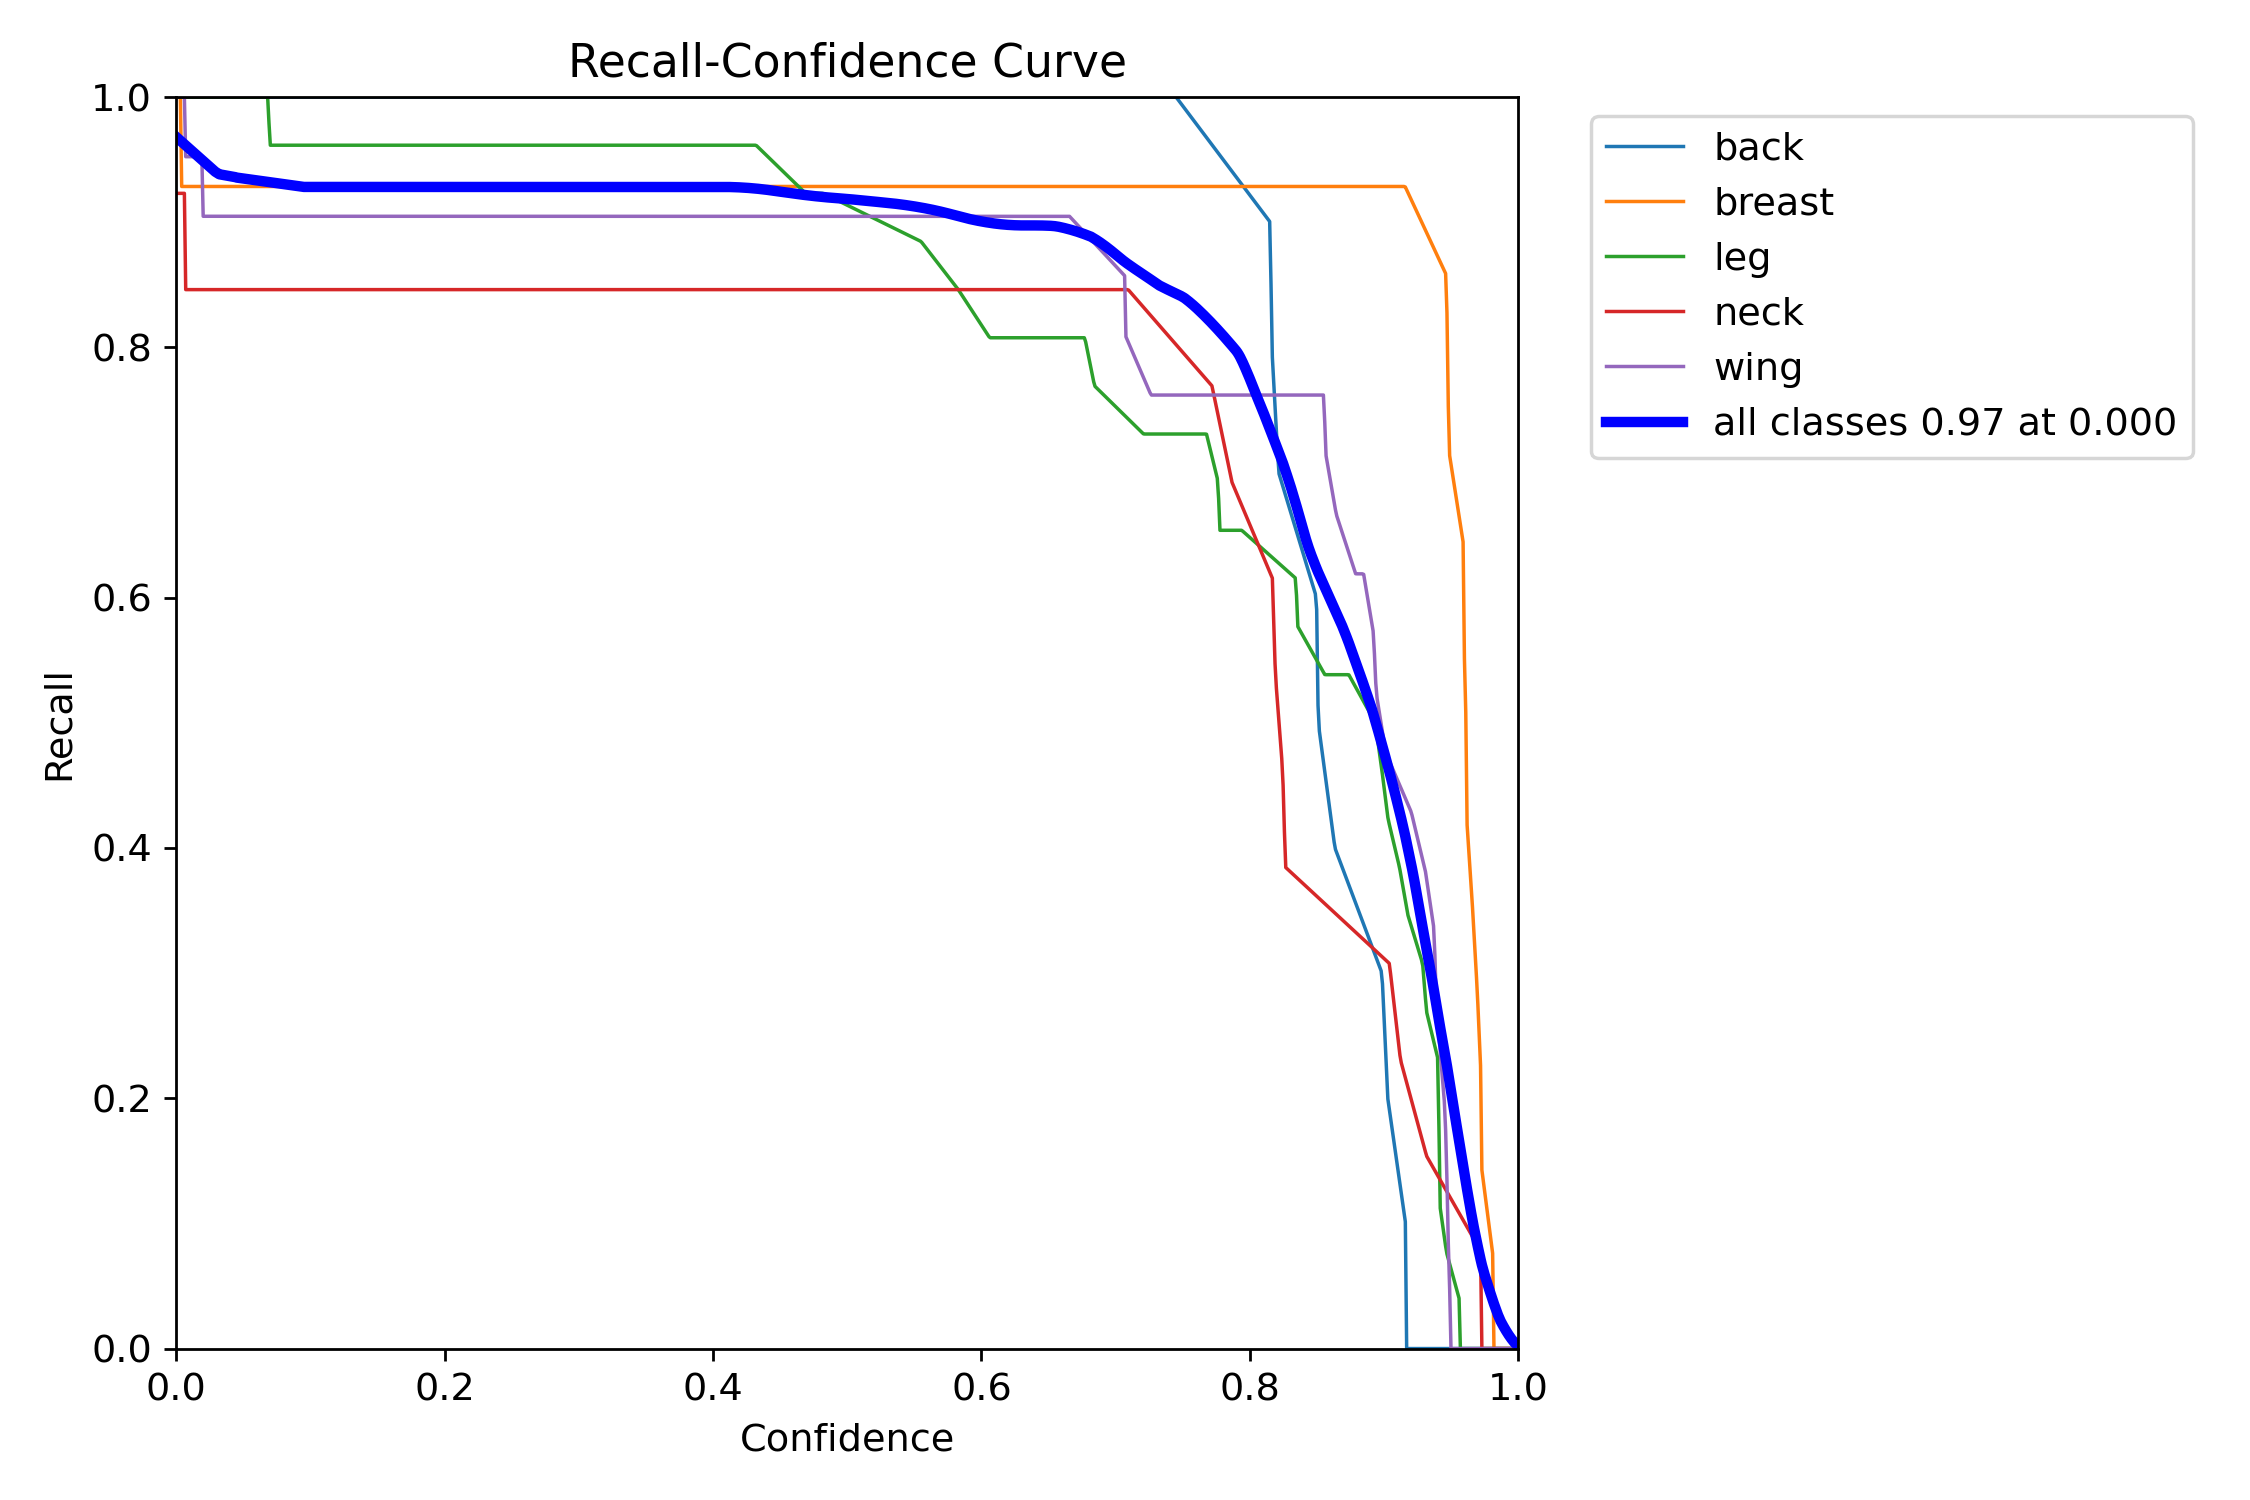 Recall-Confidence Curve
1.0
0.8
0.6
0.4
0.2
0.0
Recall
0.0 0.2 0.4 0.6 0.8 1.0
Confidence
back
breast
leg
neck
wing
all classes 0.97 at 0.000